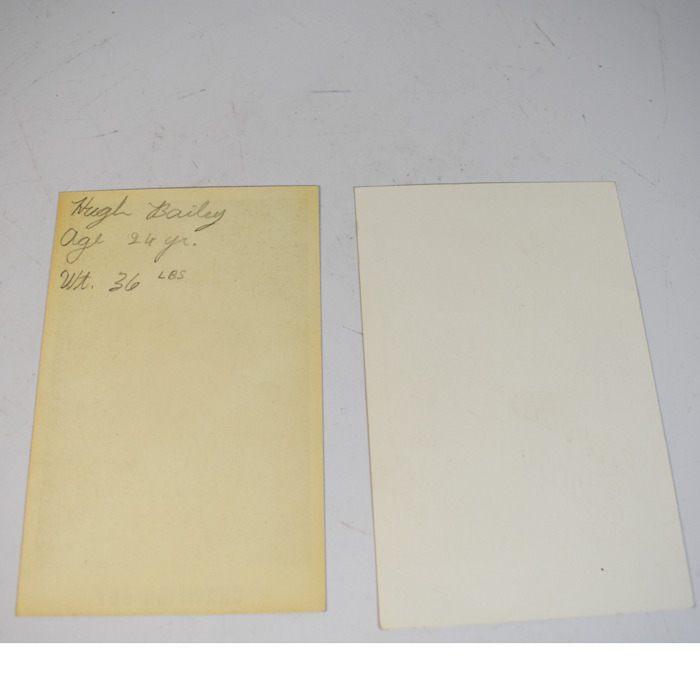 Hugh Bailey
Age 24 yr.
Wt. 36 LBS